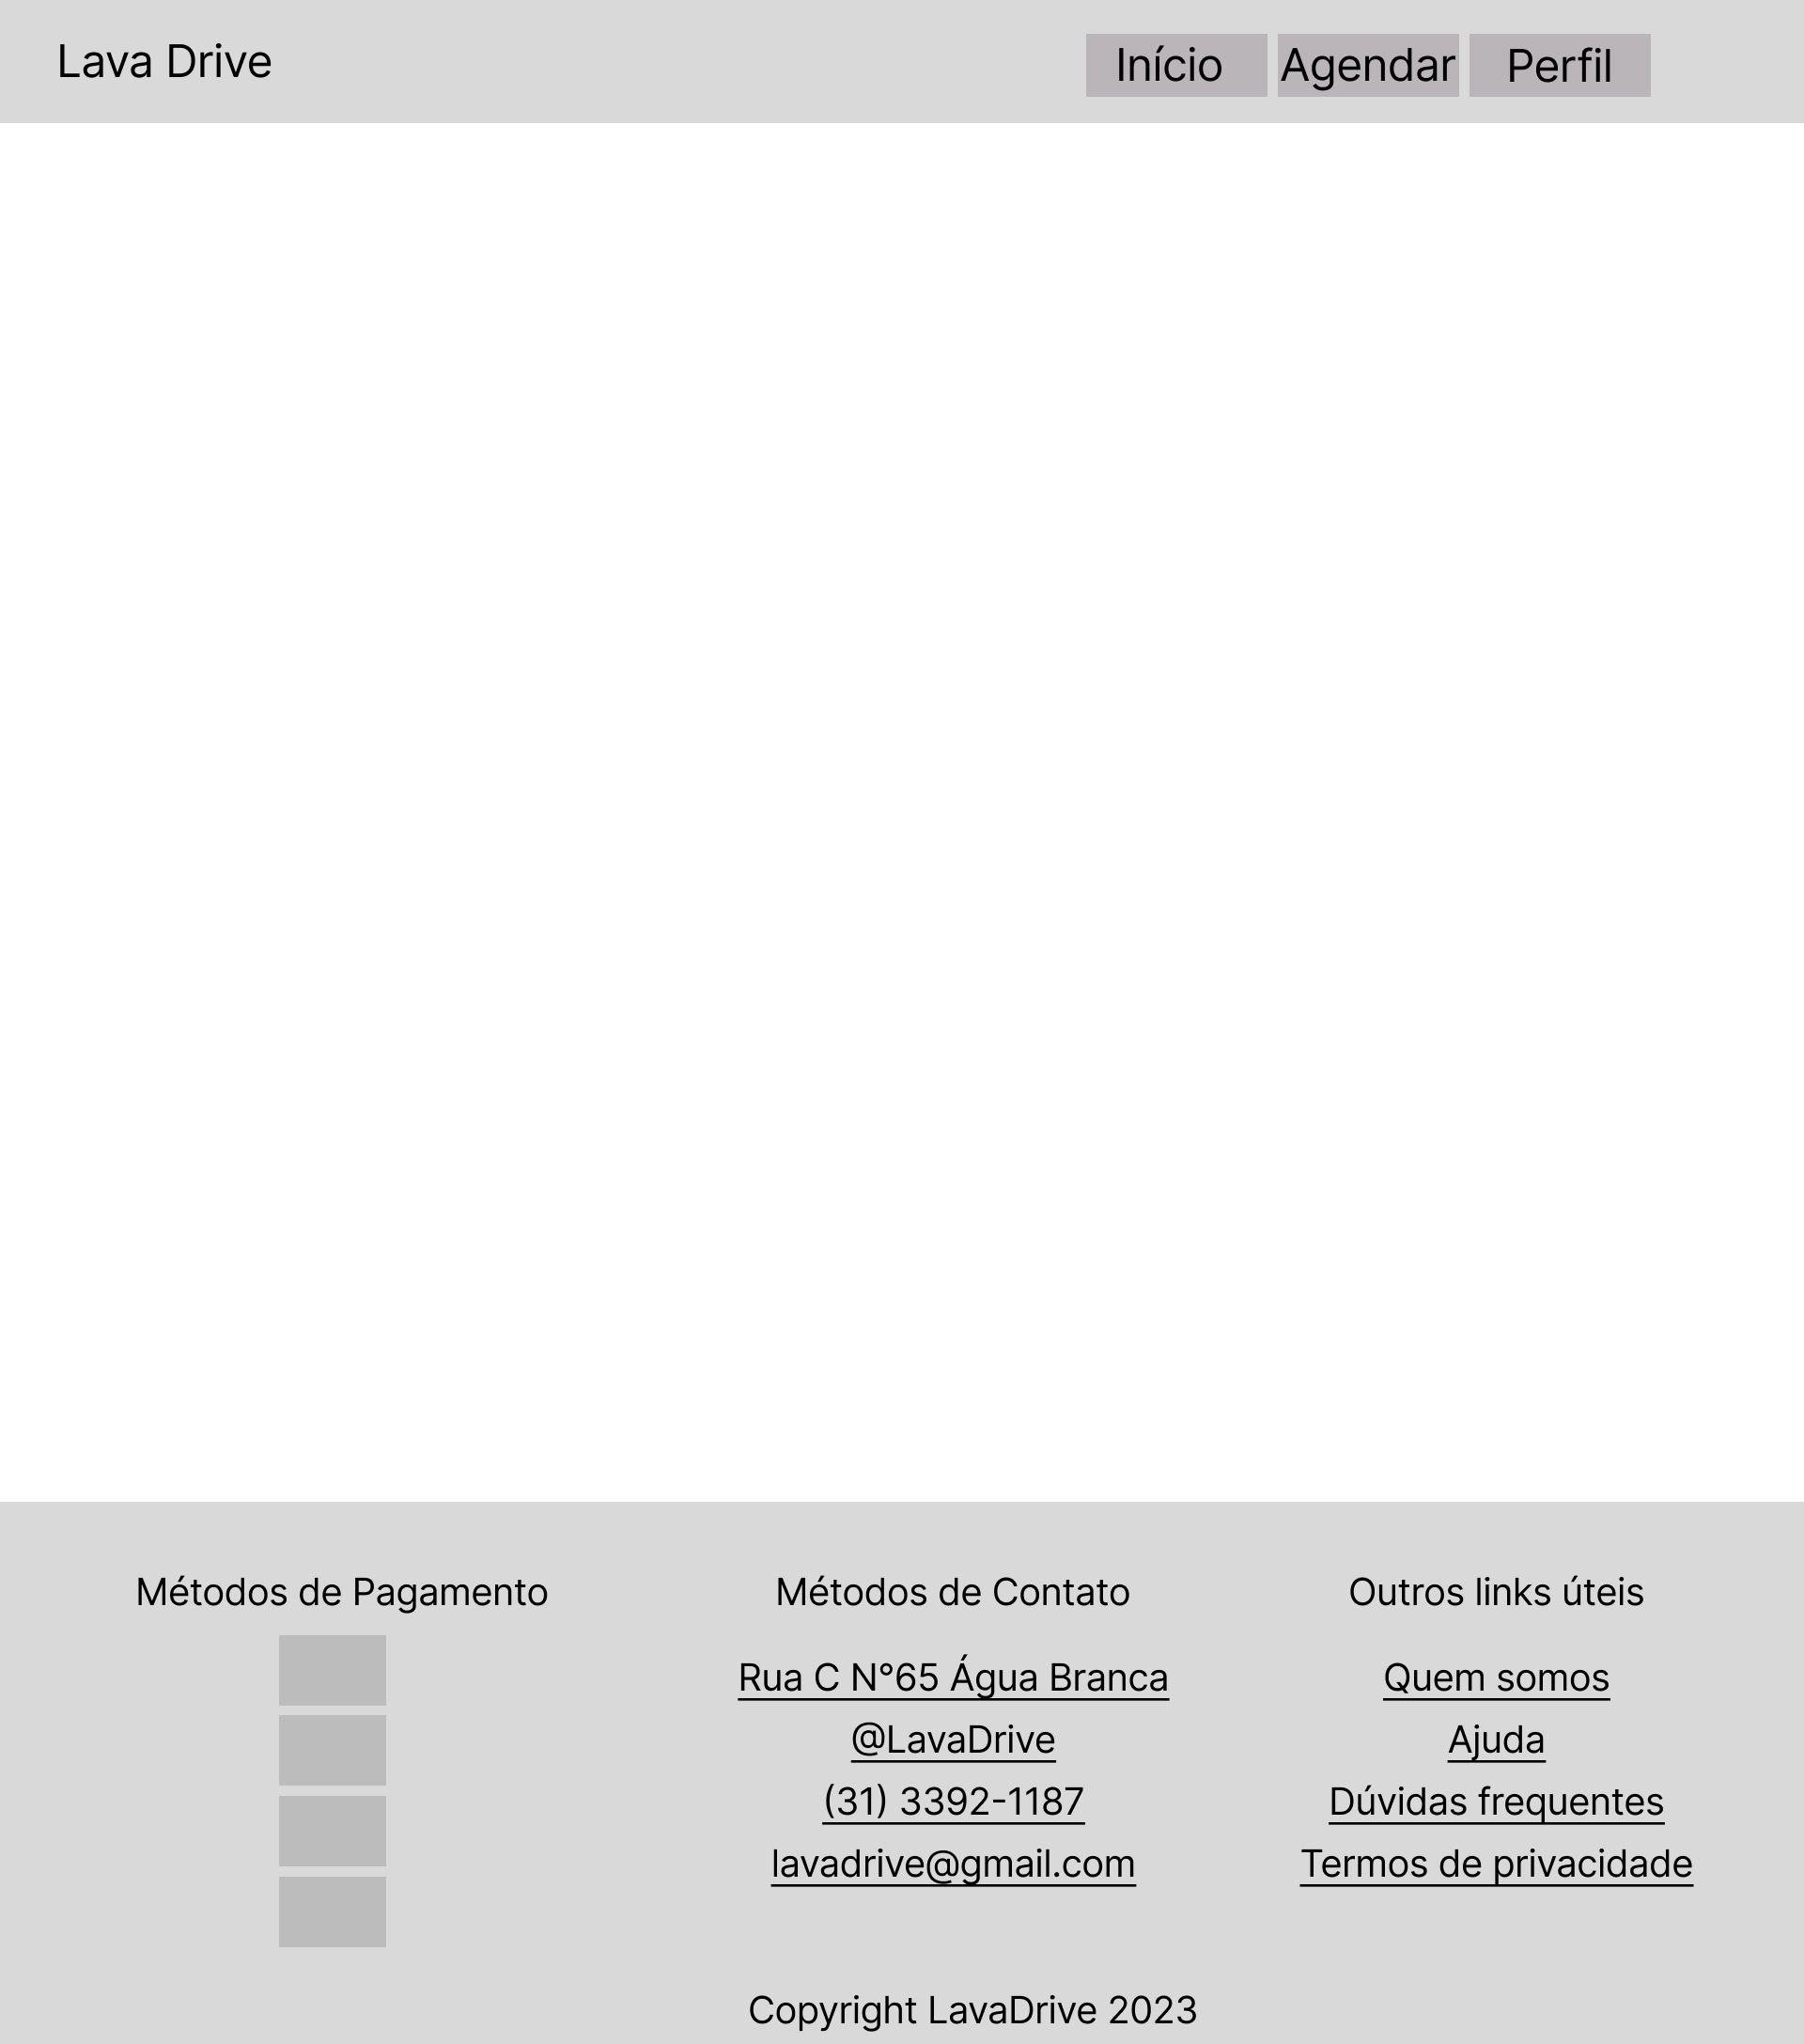 Lava Drive
Início
Agendar
Perfil
Métodos de Pagamento
Métodos de Contato
Rua C N°65 Água Branca
@LavaDrive
(31) 3392-1187
lavadrive@gmail.com
Outros links úteis
Quem somos
Ajuda
Dúvidas frequentes
Termos de privacidade
Copyright LavaDrive 2023